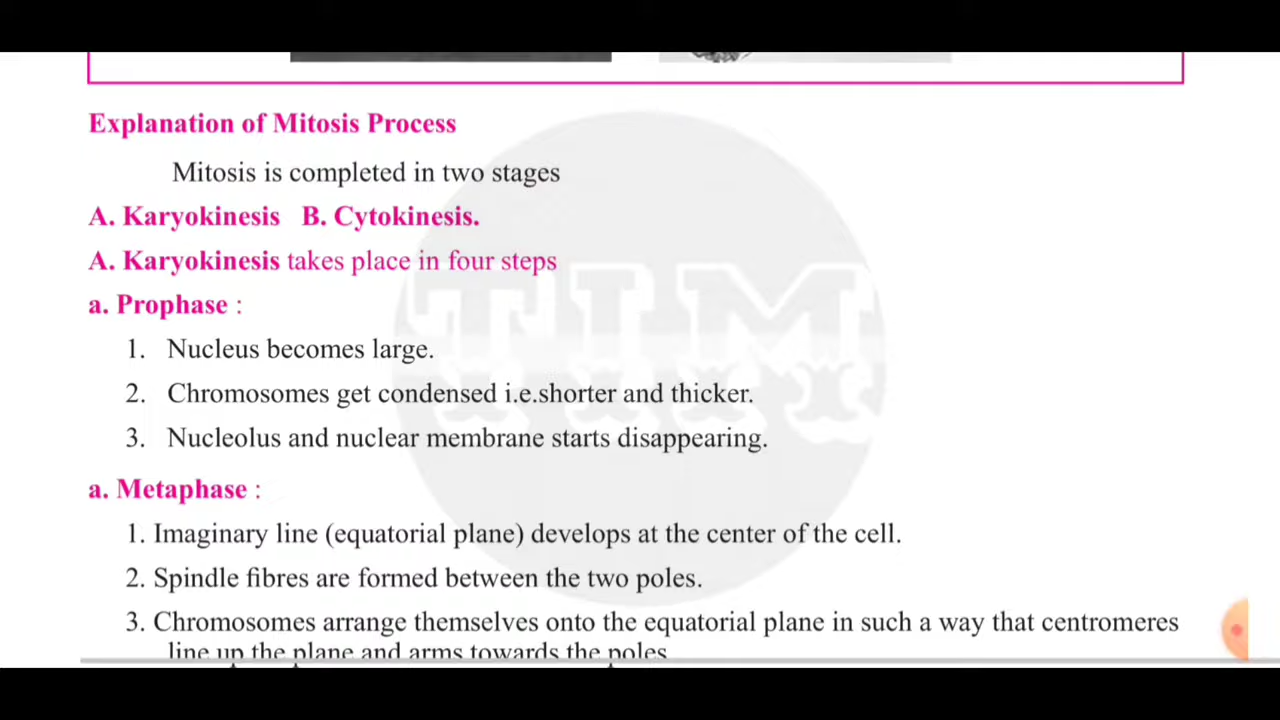 Explanation of Mitosis Process
Mitosis is completed in two stages
A. Karyokinesis B. Cytokinesis.
A. Karyokinesis takes place in four steps
a. Prophase :
1. Nucleus becomes large.
2. Chromosomes get condensed i.e.shorter and thicker.
3. Nucleolus and nuclear membrane starts disappearing.
a. Metaphase :
1. Imaginary line (equatorial plane) develops at the center of the cell.
2. Spindle fibres are formed between the two poles.
3. Chromosomes arrange themselves onto the equatorial plane in such a way that centromeres
line up the plane and arms towards the poles
TIM